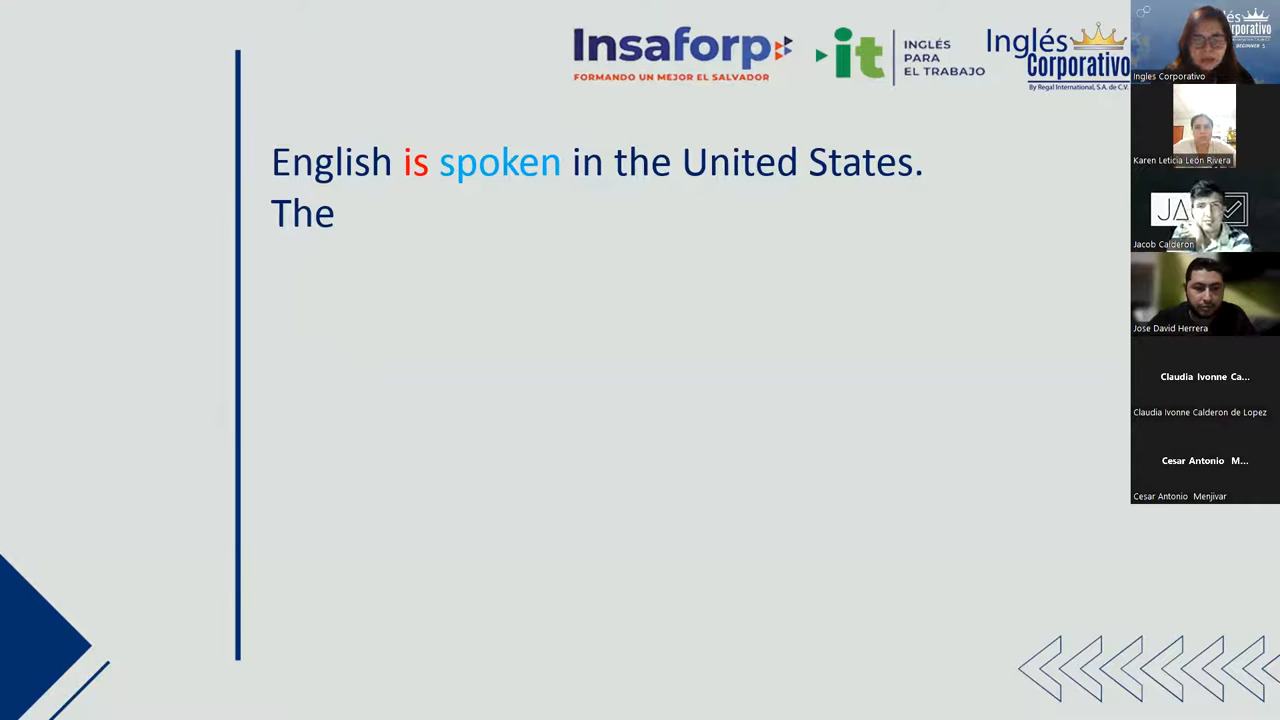 Insaforp
FORMANDO UN MEJOR EL SALVADOR
it
INGLÉS
PARA
EL TRABAJO
Inglés
Corporativo
By Regal International, S.A. de C.V.
English is spoken in the United States.
The
Ingles Corporativo
Karen Leticia León Rivera
Jacob Calderon
Jose David Herrera
Claudia Ivonne Ca...
Claudia Ivonne Calderon de Lopez
Cesar Antonio M...
Cesar Antonio Menjivar